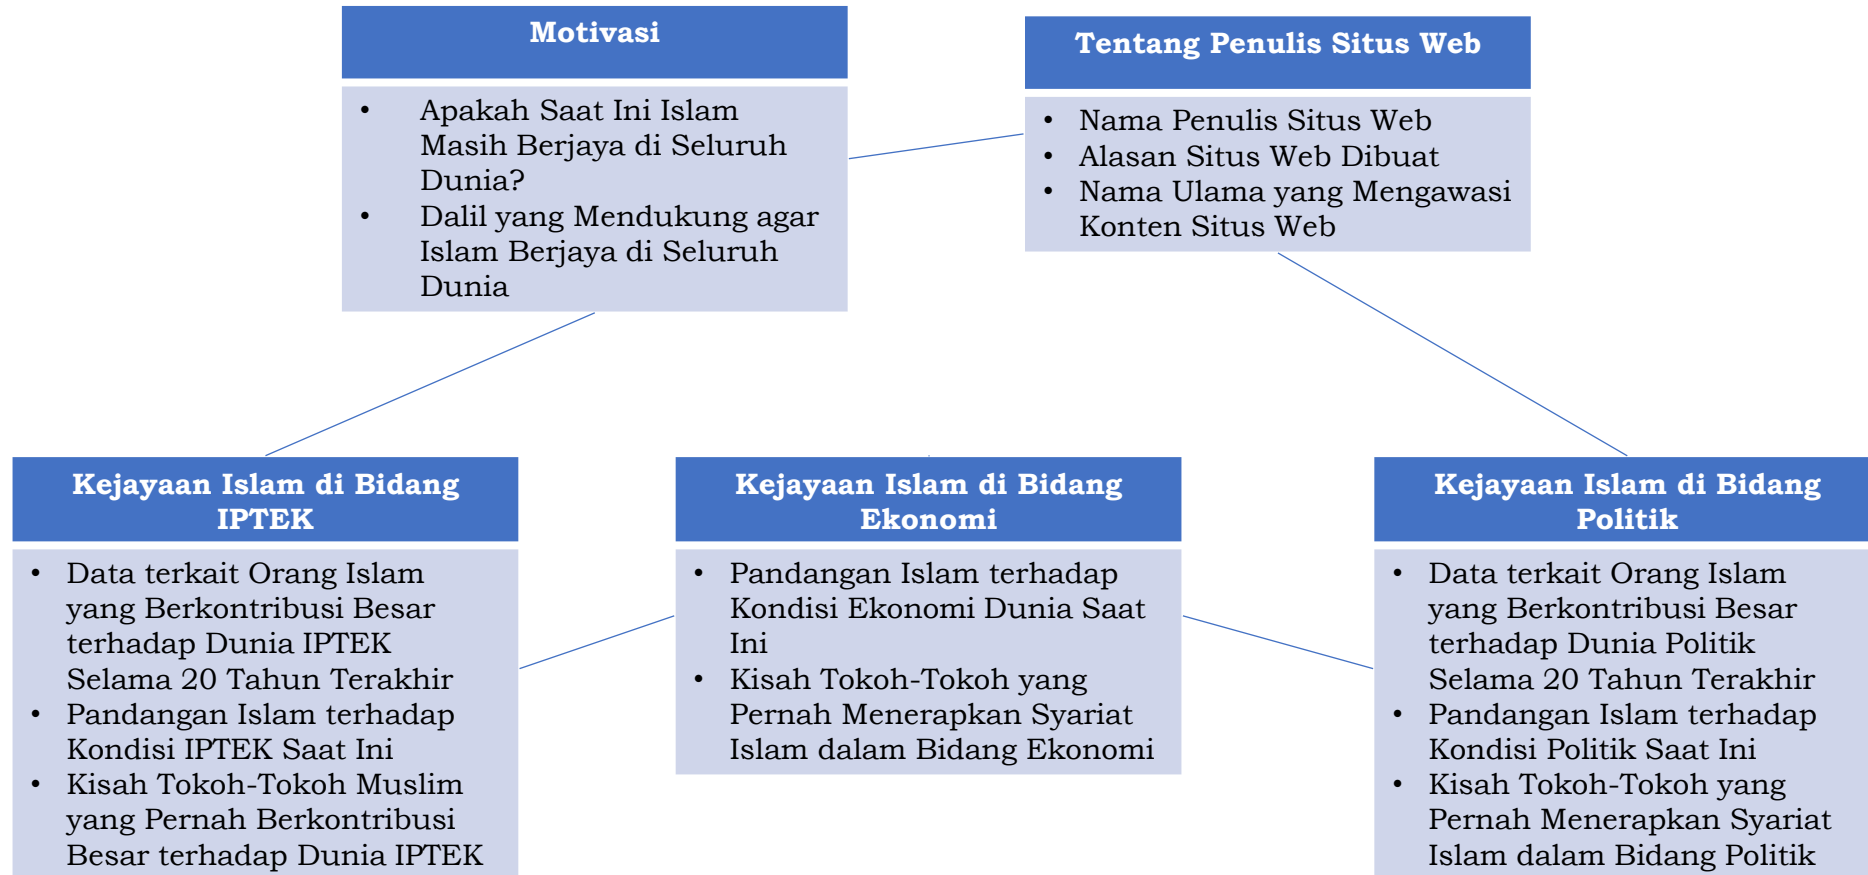 Motivasi
• Apakah Saat Ini Islam
Masih Berjaya di Seluruh
Dunia?
• Dalil yang Mendukung agar
Islam Berjaya di Seluruh
Dunia
Tentang Penulis Situs Web
• Nama Penulis Situs Web
• Alasan Situs Web Dibuat
• Nama Ulama yang Mengawasi
Konten Situs Web
Kejayaan Islam di Bidang
IPTEK
• Data terkait Orang Islam
yang Berkontribusi Besar
terhadap Dunia IPTEK
Selama 20 Tahun Terakhir
• Pandangan Islam terhadap
Kondisi IPTEK Saat Ini
• Kisah Tokoh-Tokoh Muslim
yang Pernah Berkontribusi
Besar terhadap Dunia IPTEK
Kejayaan Islam di Bidang
Ekonomi
• Pandangan Islam terhadap
Kondisi Ekonomi Dunia Saat
Ini
• Kisah Tokoh-Tokoh yang
Pernah Menerapkan Syariat
Islam dalam Bidang Ekonomi
Kejayaan Islam di Bidang
Politik
• Data terkait Orang Islam
yang Berkontribusi Besar
terhadap Dunia Politik
Selama 20 Tahun Terakhir
• Pandangan Islam terhadap
Kondisi Politik Saat Ini
• Kisah Tokoh-Tokoh yang
Pernah Menerapkan Syariat
Islam dalam Bidang Politik